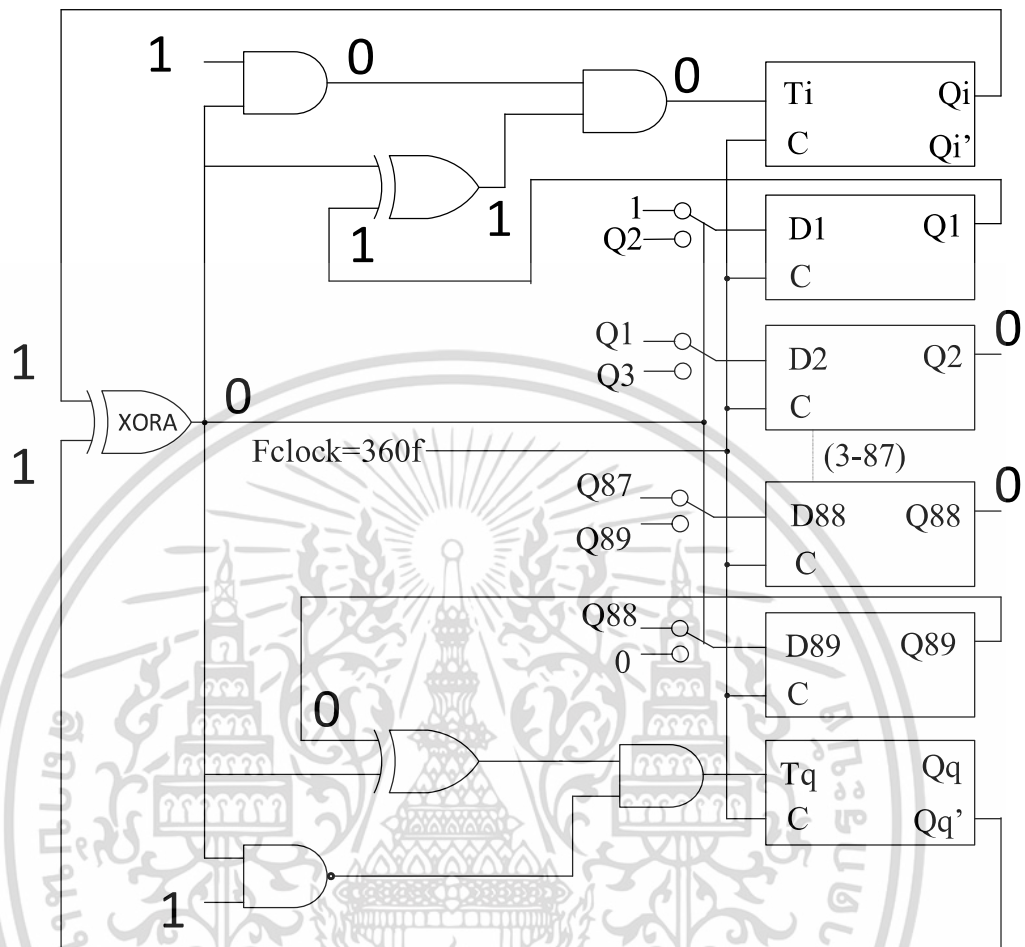 1
0
0
Ti
Qi
C
Qi’
1
1
1
Q2
D1
Q1
C
Q1
Q3
D2
Q2
0
C
1
1
XORA
0
Fclock=360f
(3-87)
Q87
Q89
D88
Q88
0
C
Q88
0
D89
Q89
C
0
Tq
Qq
C
Qq’
1